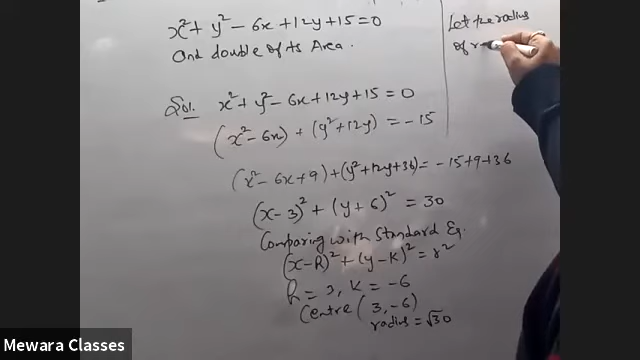 x² + y² - 6x + 12y + 15 = 0
And double of its Area.
Let the radius
of r
Sol. x² + y² - 6x + 12y + 15 = 0
(x² - 6x) + (y² + 12y) = -15
(x² - 6x + 9) + (y² + 12y + 36) = -15 + 9 + 36
(x - 3)² + (y + 6)² = 30
Comparing with Standard Eq.
(x - h)² + (y - k)² = r²
h = 3, k = -6
Centre (3, -6)
radius = √30
Mewara Classes